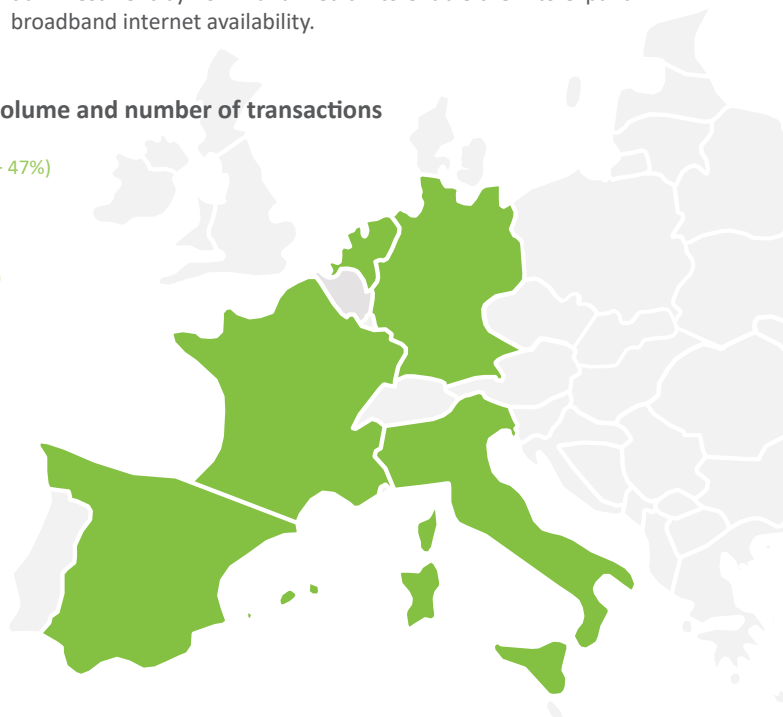 broadband internet availability.
olume and number of transactions
47%)